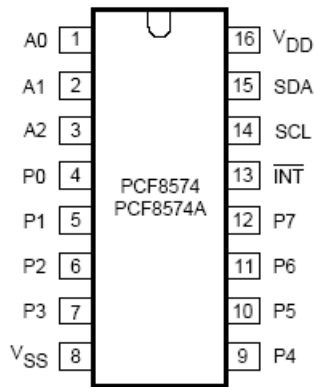 A0 1 16 VDD
A1 2 15 SDA
A2 3 14 SCL
P0 4 13 INT
PCF8574
PCF8574A
P1 5 12 P7
P2 6 11 P6
P3 7 10 P5
VSS 8 9 P4